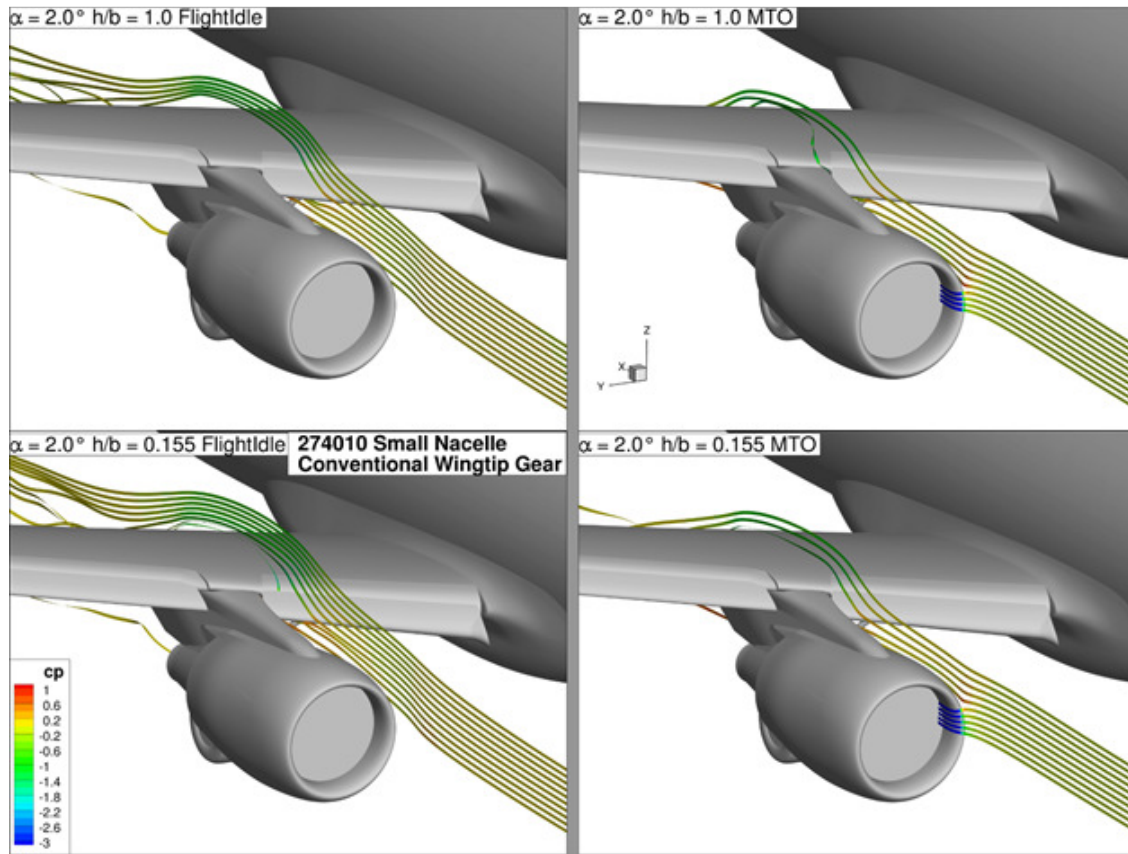 α = 2.0° h/b = 1.0 FlightIdle
α = 2.0° h/b = 1.0 MTO
Z
X
Y
α = 2.0° h/b = 0.155 FlightIdle
274010 Small Nacelle
Conventional Wingtip Gear
α = 2.0° h/b = 0.155 MTO
cp
1
0.6
0.2
-0.2
-0.6
-1
-1.4
-1.8
-2.2
-2.6
-3